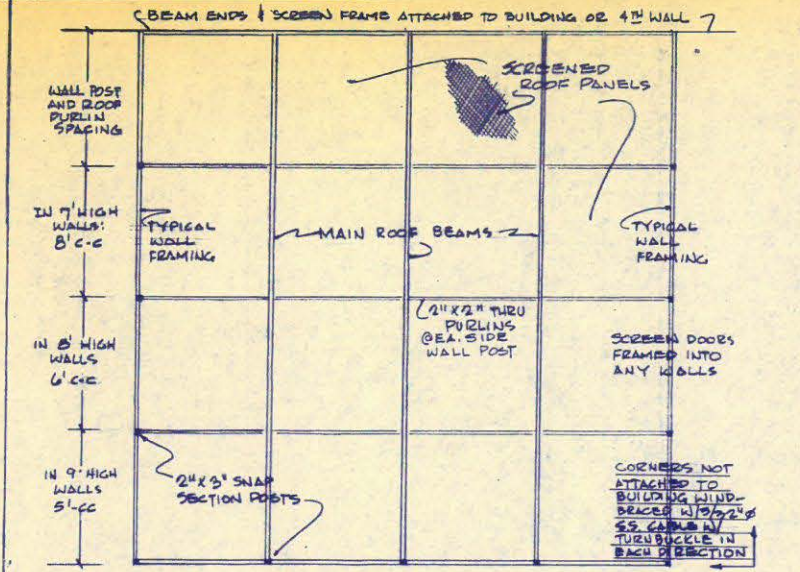 BEAM ENDS & SCREEN FRAME ATTACHED TO BUILDING OR 4TH WALL
SCREENED
ROOF PANELS
WALL POST
AND ROOF
PURLIN
SPACING
IN 7' HIGH
WALLS:
8' C-C
TYPICAL
WALL
FRAMING
MAIN ROOF BEAMS
TYPICAL
WALL
FRAMING
2"X2" THRU
PURLINS
@EA. SIDE
WALL POST
IN 8' HIGH
WALLS
6' C-C
SCREEN DOORS
FRAMED INTO
ANY WALLS
IN 9' HIGH
WALLS
5'-CC
2"X3" SNAP
SECTION POSTS
CORNERS NOT
ATTACHED TO
BUILDING WIND-
BRACED W/3/32"Ø
S.S. CABLE W/
TURNBUCKLE IN
EACH DIRECTION